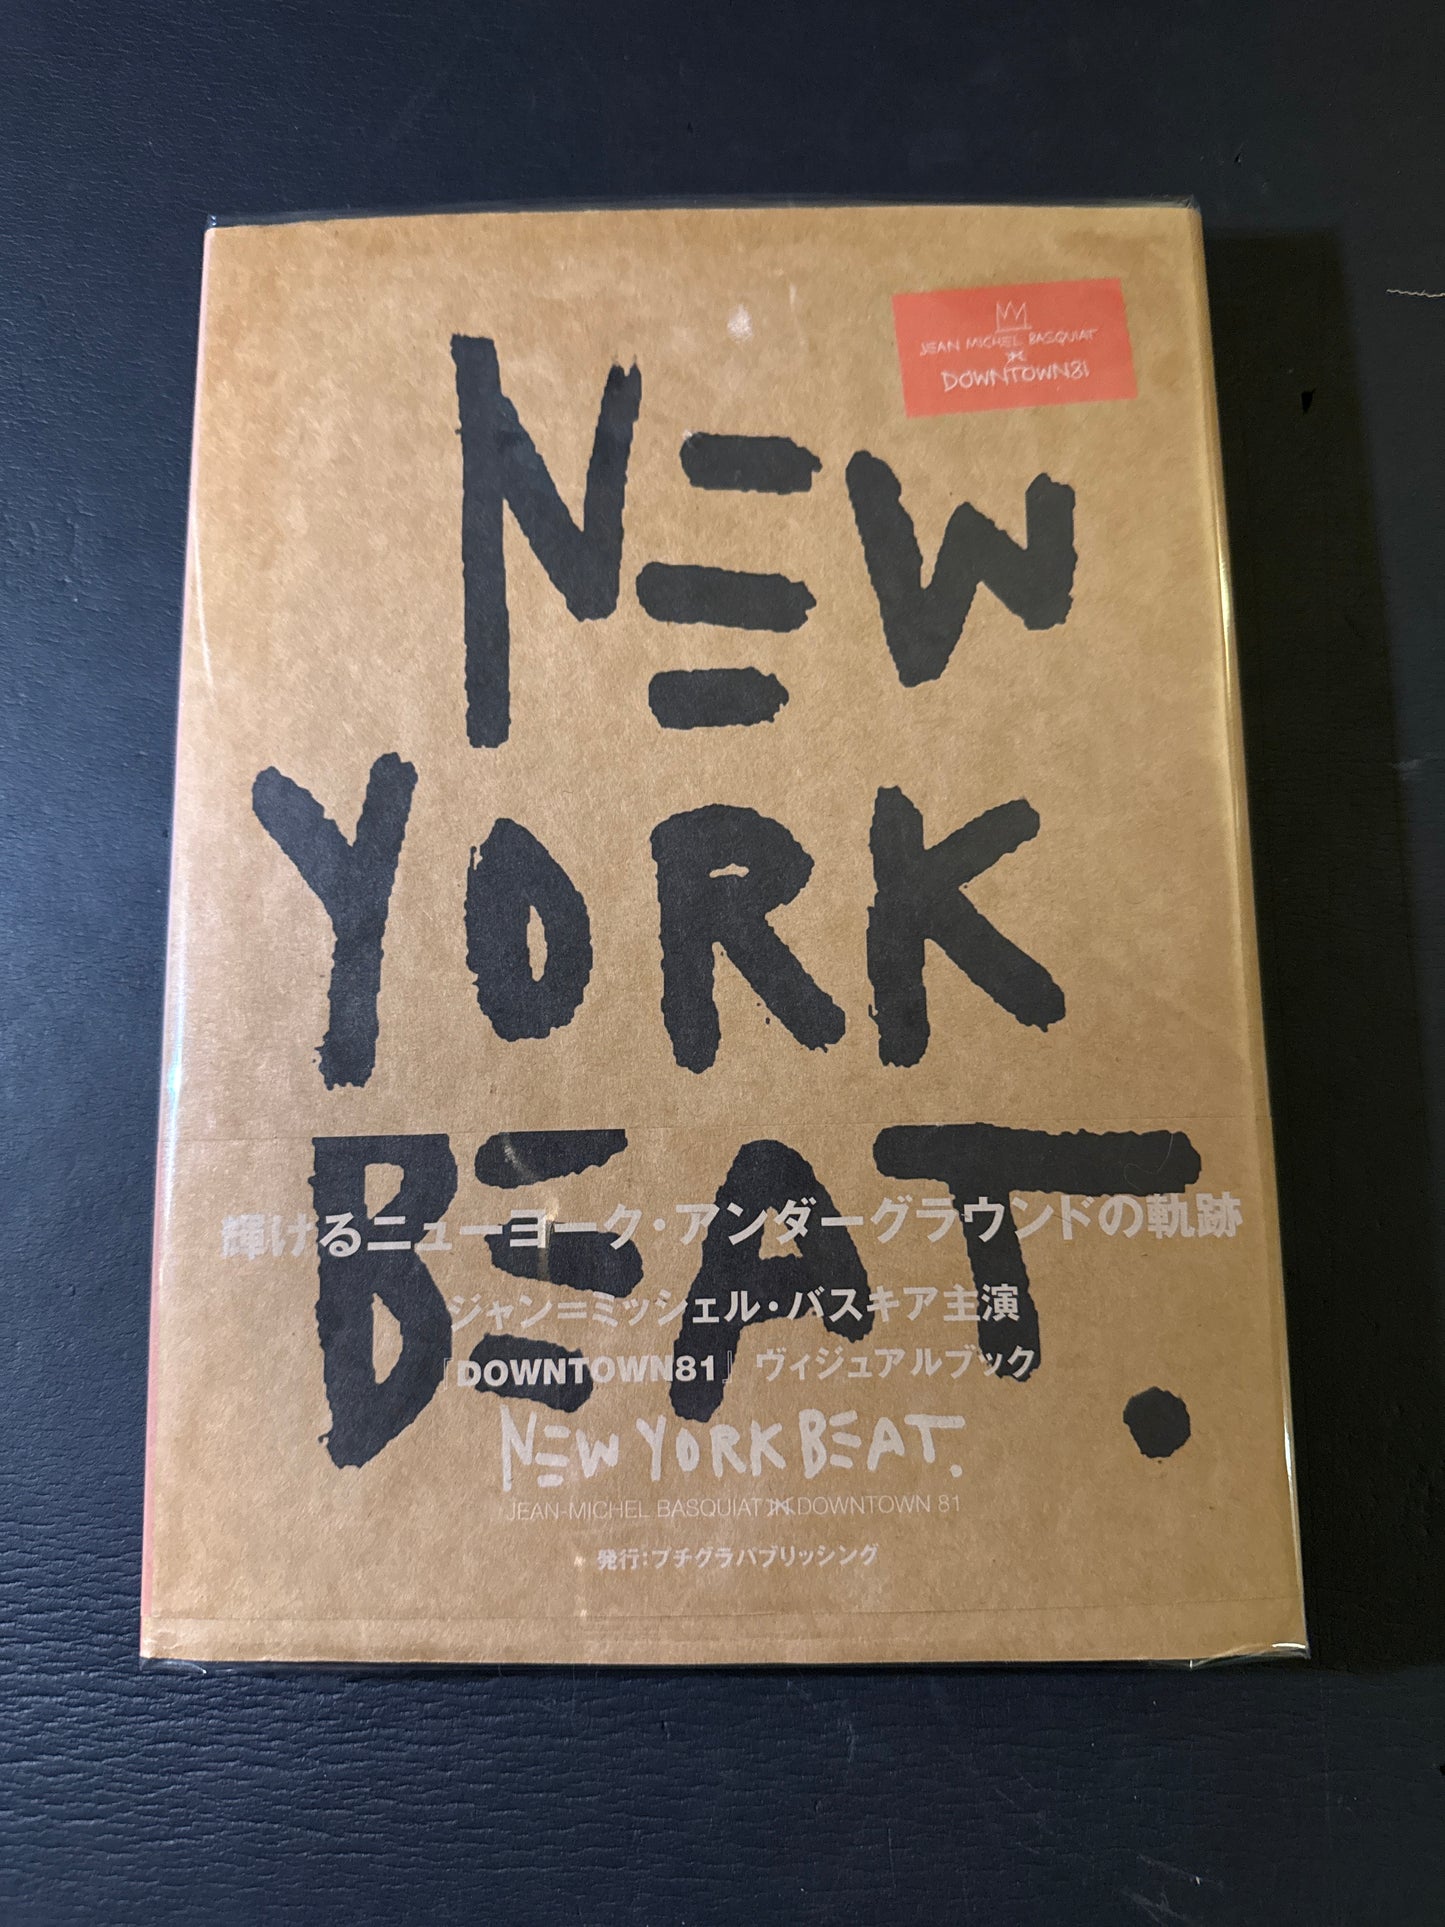 JEAN MICHEL BASQUIAT
IN
DOWNTOWN81
NEW
YORK
BEAT.
輝けるニューヨーク・アンダーグラウンドの軌跡
ジャン=ミッシェル・バスキア主演
『DOWNTOWN81』ヴィジュアルブック
NEW YORK BEAT.
JEAN-MICHEL BASQUIAT IN DOWNTOWN 81
発行:プチグラパブリッシング